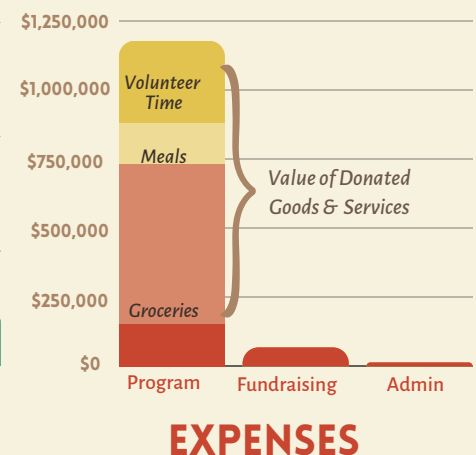 $1,250,000
$1,000,000
$750,000
$500,000
$250,000
$0
Volunteer
Time
Meals
Groceries
Value of Donated
Goods & Services
Program
Fundraising
Admin
EXPENSES